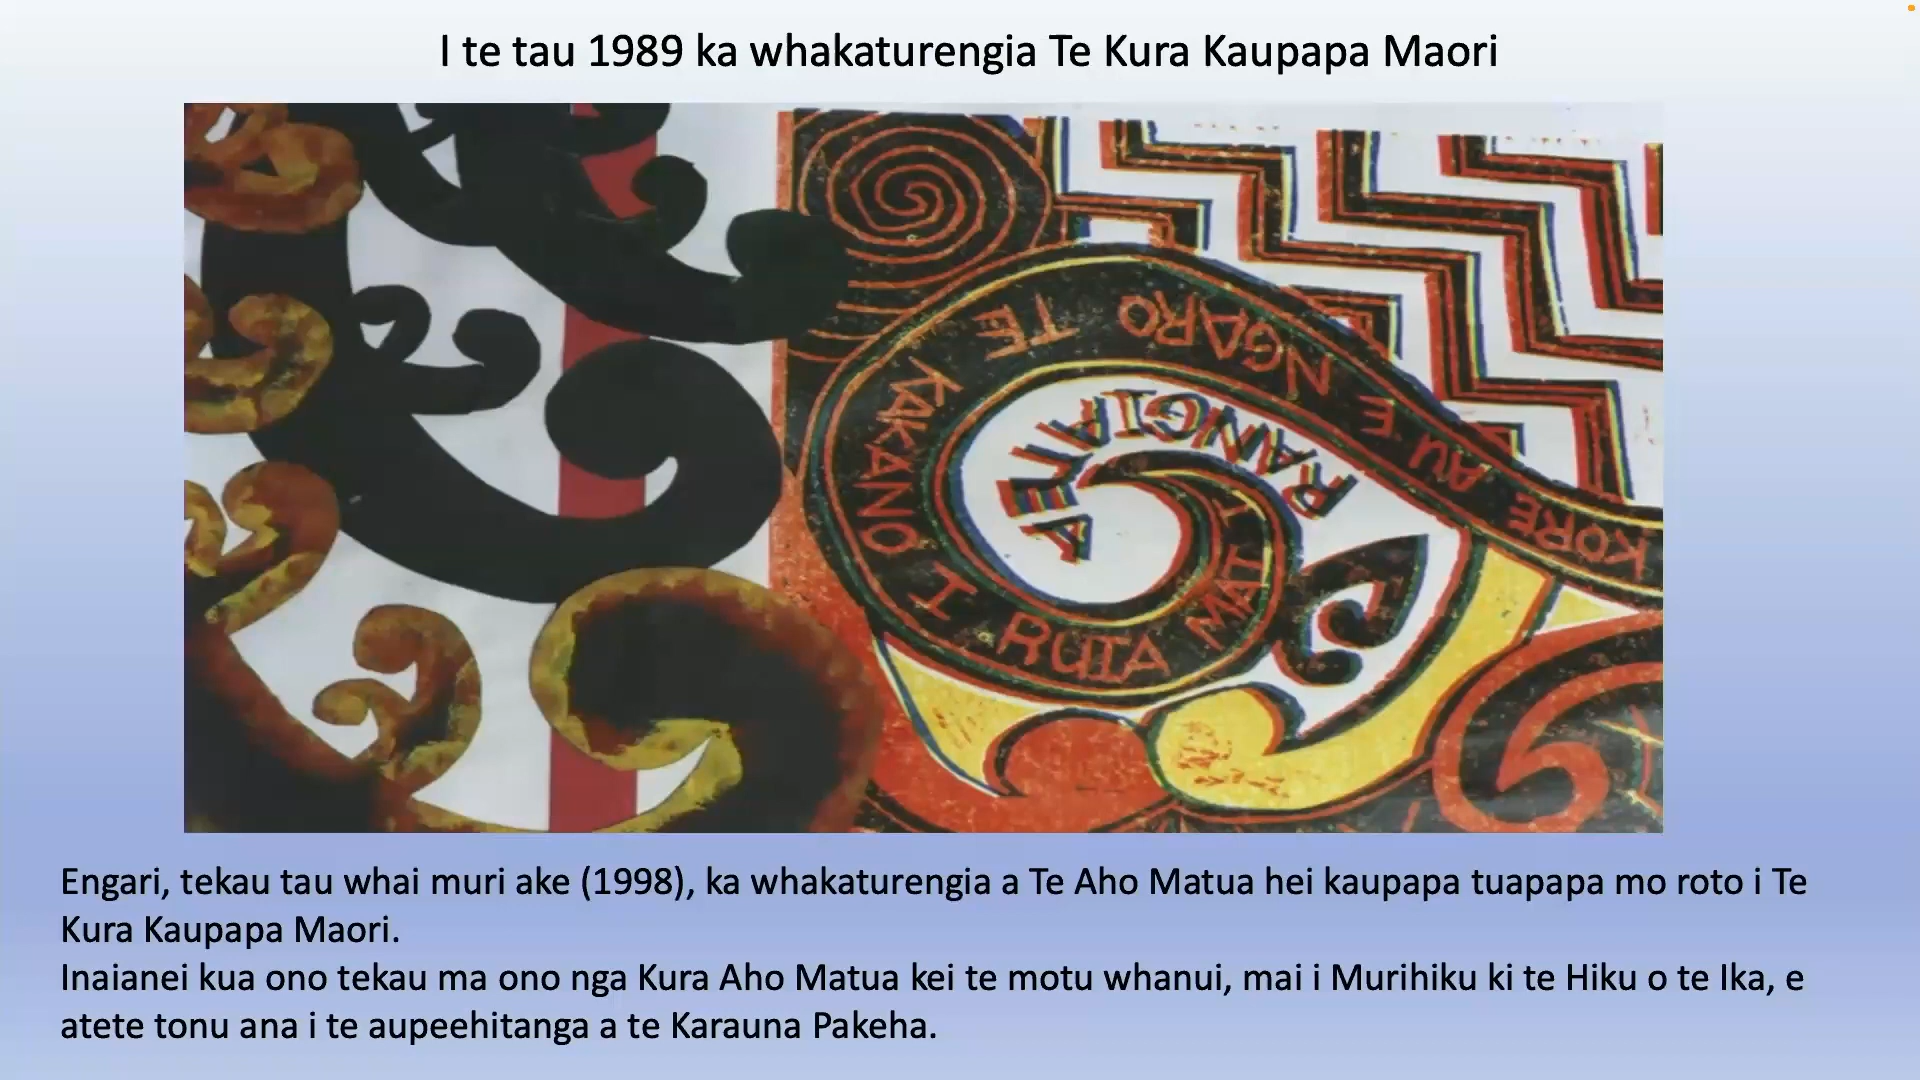 I te tau 1989 ka whakaturengia Te Kura Kaupapa Maori
KORE AU E NGARO TE KAKANO I RUIA MAI I RANGIATEA
Engari, tekau tau whai muri ake (1998), ka whakaturengia a Te Aho Matua hei kaupapa tuapapa mo roto i Te
Kura Kaupapa Maori.
Inaianei kua ono tekau ma ono nga Kura Aho Matua kei te motu whanui, mai i Murihiku ki te Hiku o te Ika, e
atete tonu ana i te aupeehitanga a te Karauna Pakeha.